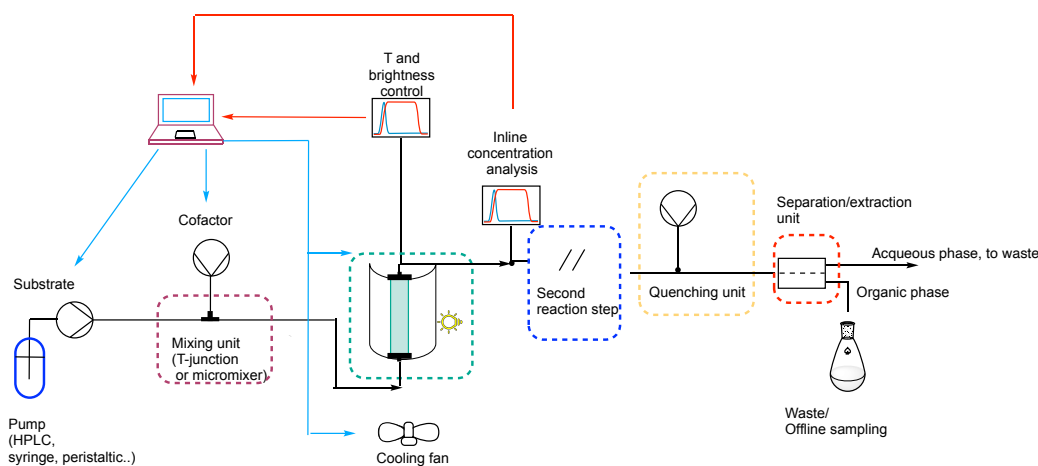 T and
brightness
control
Inline
concentration
analysis
Cofactor
Separation/extraction
unit
Acqueous phase, to waste
Substrate
Organic phase
Second
reaction step
Quenching unit
Mixing unit
(T-junction
or micromixer)
Pump
(HPLC,
syringe, peristaltic..)
Cooling fan
Waste/
Offline sampling